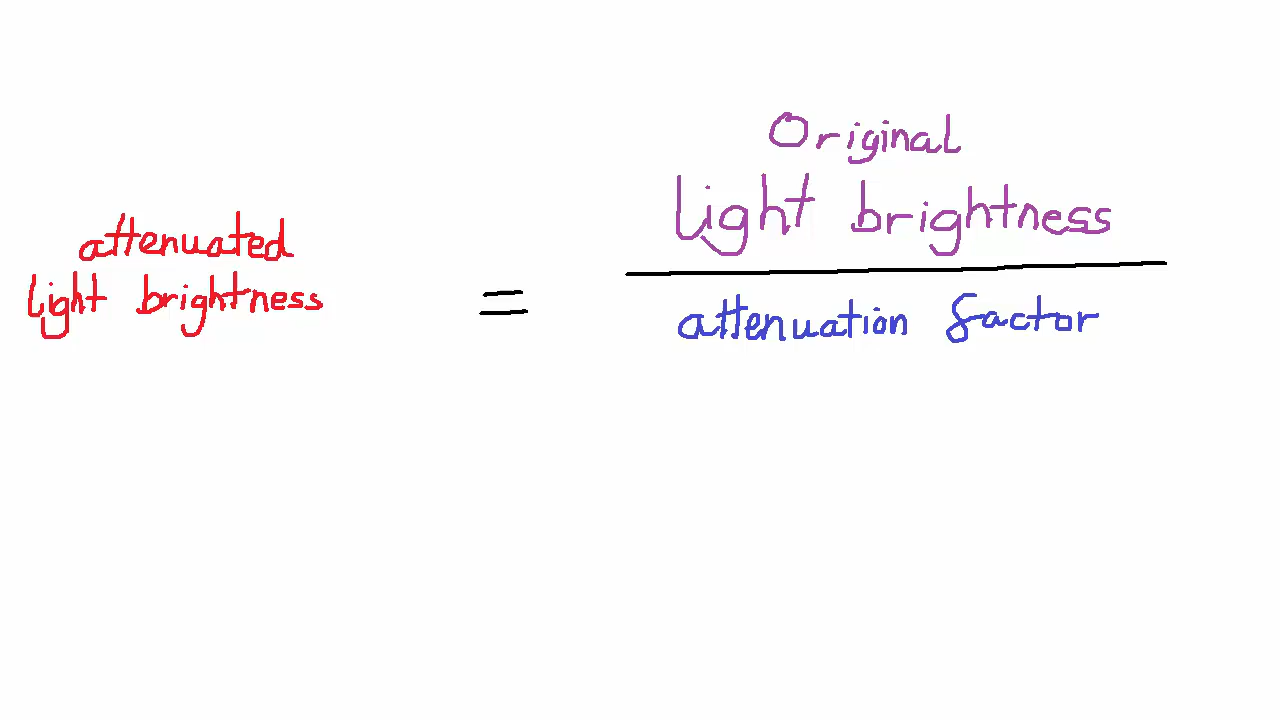 attenuated
light brightness
=
Original
light brightness
attenuation factor